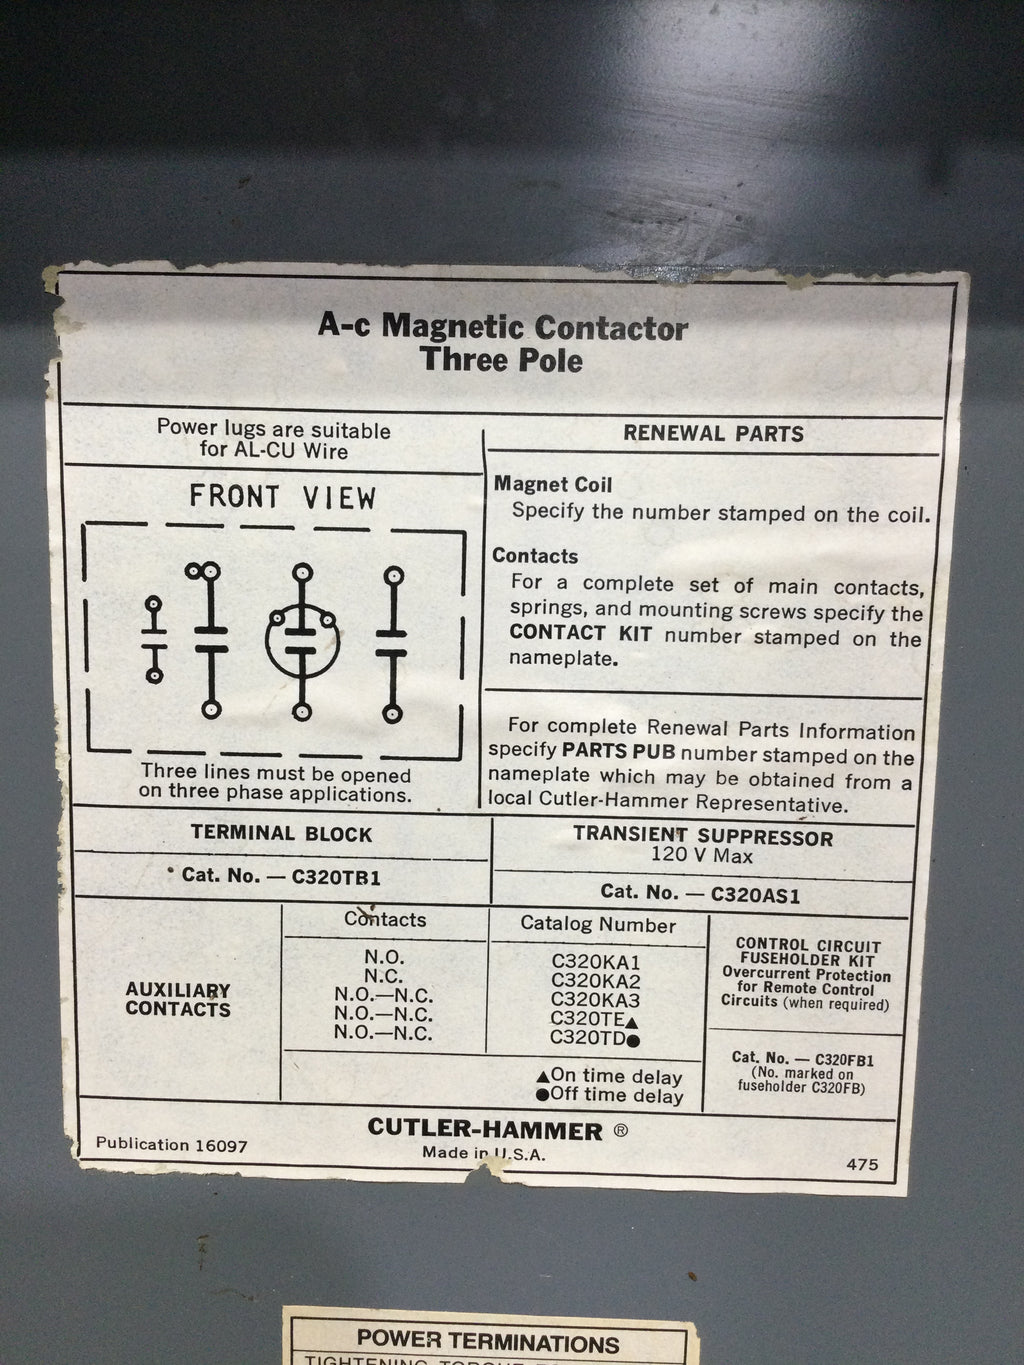 A-c Magnetic Contactor
Three Pole
Power lugs are suitable
for AL-CU Wire
FRONT VIEW
Three lines must be opened
on three phase applications.
RENEWAL PARTS
Magnet Coil
Specify the number stamped on the coil.
Contacts
For a complete set of main contacts,
springs, and mounting screws specify the
CONTACT KIT number stamped on the
nameplate.
For complete Renewal Parts Information
specify PARTS PUB number stamped on the
nameplate which may be obtained from a
local Cutler-Hammer Representative.
TERMINAL BLOCK
Cat. No. — C320TB1
TRANSIENT SUPPRESSOR
120 V Max
Cat. No. — C320AS1
AUXILIARY
CONTACTS
Contacts
N.O.
N.C.
N.O.—N.C.
N.O.—N.C.
N.O.—N.C.
Catalog Number
C320KA1
C320KA2
C320KA3
C320TE▲
C320TD●
▲On time delay
●Off time delay
CONTROL CIRCUIT
FUSEHOLDER KIT
Overcurrent Protection
for Remote Control
Circuits (when required)
Cat. No. — C320FB1
(No. marked on
fuseholder C320FB)
CUTLER-HAMMER ®
Made in U.S.A.
Publication 16097
475
POWER TERMINATIONS
TIGHTENING TORQUE